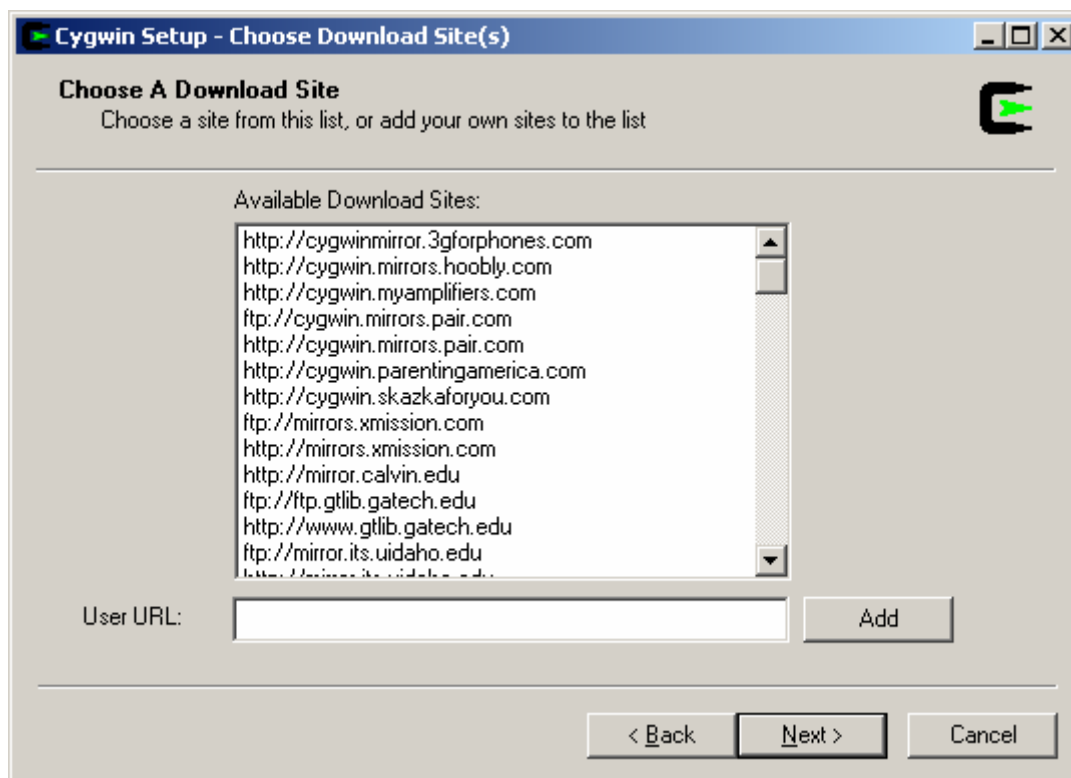 Cygwin Setup - Choose Download Site(s)
Choose A Download Site
Choose a site from this list, or add your own sites to the list
Available Download Sites:
http://cygwinmirror.3gforphones.com
http://cygwin.mirrors.hoobly.com
http://cygwin.myamplifiers.com
ftp://cygwin.mirrors.pair.com
http://cygwin.mirrors.pair.com
http://cygwin.parentingamerica.com
http://cygwin.skazkaforyou.com
ftp://mirrors.xmission.com
http://mirrors.xmission.com
http://mirror.calvin.edu
ftp://ftp.gtlib.gatech.edu
http://www.gtlib.gatech.edu
ftp://mirror.its.uidaho.edu
User URL:
Add
< Back
Next >
Cancel